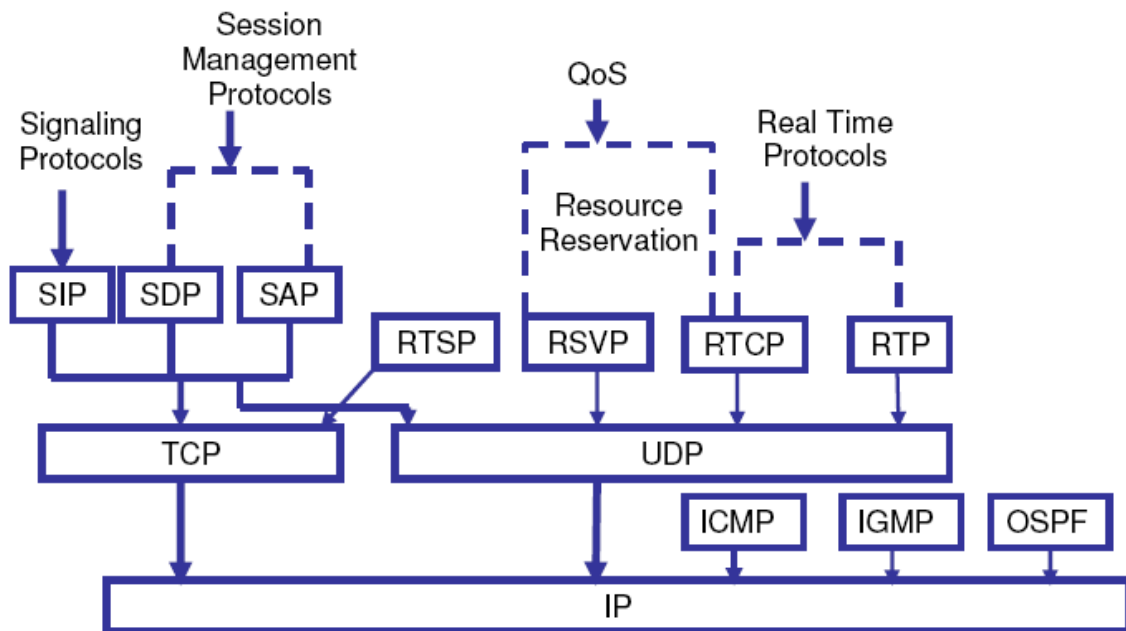 Session
Management
Protocols
QoS
Signaling
Protocols
Real Time
Protocols
Resource
Reservation
SIP
SDP
SAP
RTSP
RSVP
RTCP
RTP
TCP
UDP
ICMP
IGMP
OSPF
IP